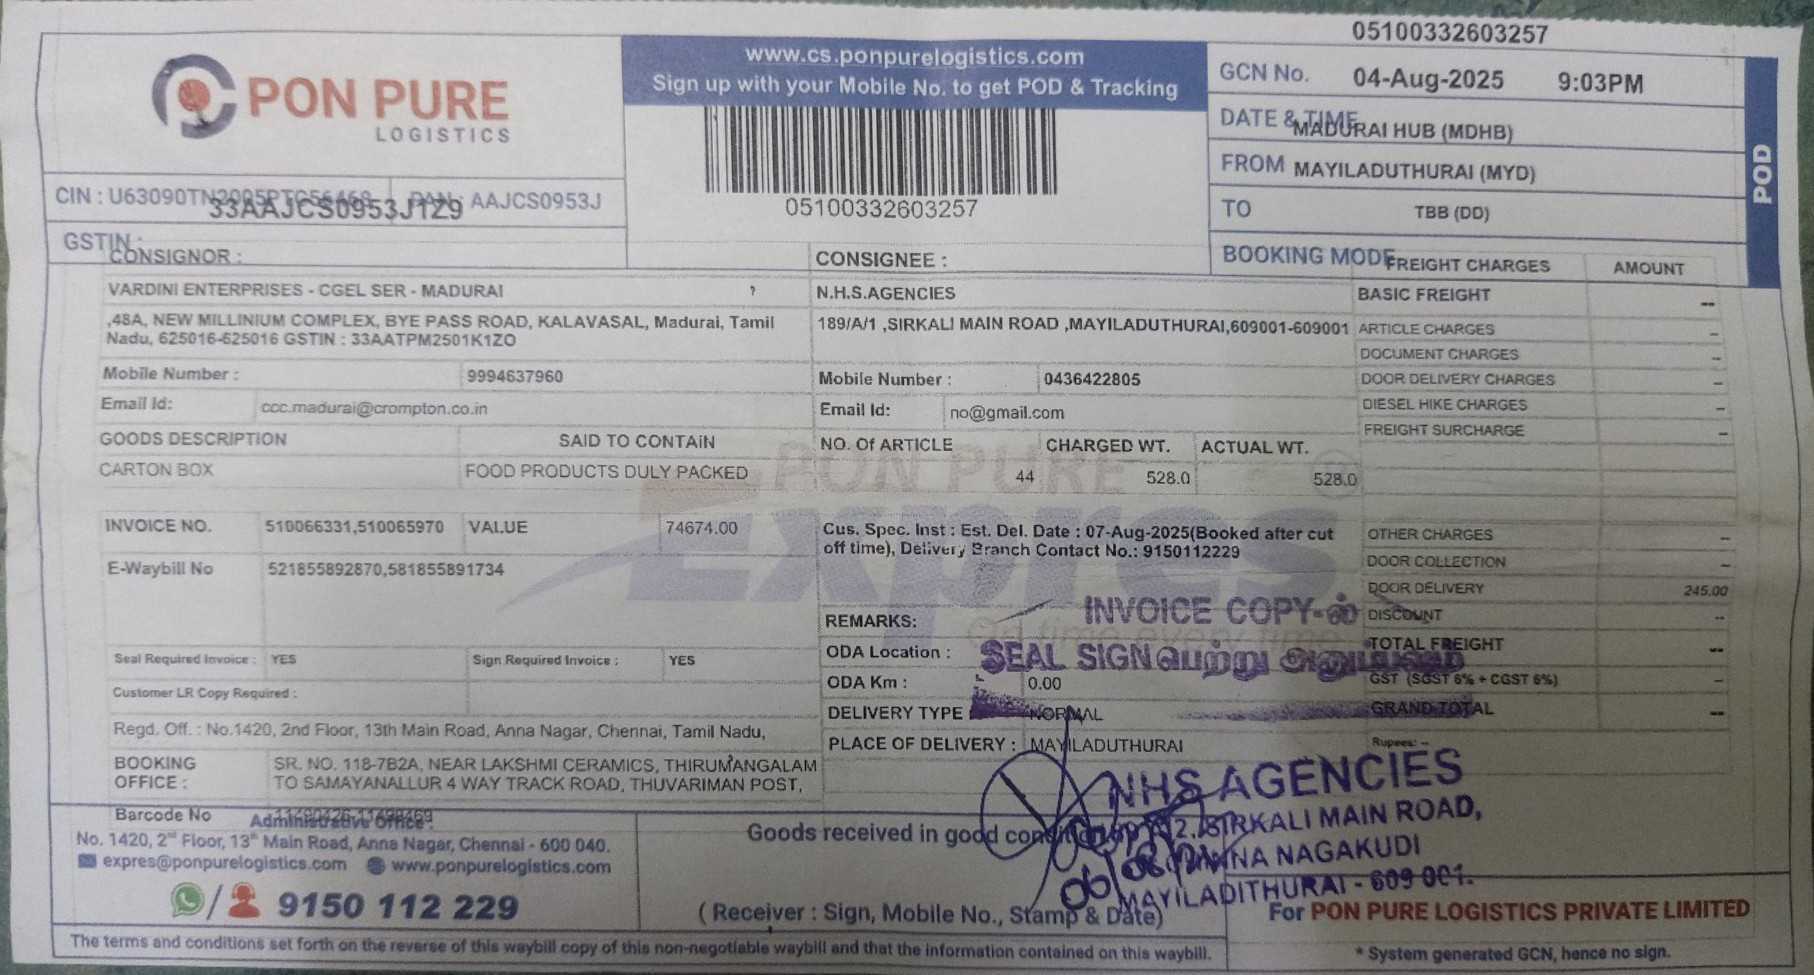 05100332603257
PON PURE
LOGISTICS
www.cs.ponpurelogistics.com
Sign up with your Mobile No. to get POD & Tracking
05100332603257
GCN No. 04-Aug-2025 9:03PM
DATE & TIME MADURAI HUB (MDHB)
FROM MAYILADUTHURAI (MYD)
TO TBB (DD)
BOOKING MODE
POD
PAN: AAJCS0953J
33AAJCS0953J1Z9
GSTIN :
CONSIGNOR :
VARDINI ENTERPRISES - CGEL SER - MADURAI
,48A, NEW MILLINIUM COMPLEX, BYE PASS ROAD, KALAVASAL, Madurai, Tamil
Nadu, 625016-625016 GSTIN : 33AATPM2501K1ZO
Mobile Number : 9994637960
Email Id: ccc.madurai@crompton.co.in
GOODS DESCRIPTION SAID TO CONTAIN
CARTON BOX FOOD PRODUCTS DULY PACKED
CONSIGNEE :
N.H.S.AGENCIES
189/A/1 ,SIRKALI MAIN ROAD ,MAYILADUTHURAI,609001-609001
Mobile Number : 0436422805
Email Id: no@gmail.com
NO. Of ARTICLE CHARGED WT. ACTUAL WT.
44 528.0 528.0
FREIGHT CHARGES AMOUNT
BASIC FREIGHT --
ARTICLE CHARGES --
DOCUMENT CHARGES --
DOOR DELIVERY CHARGES --
DIESEL HIKE CHARGES --
FREIGHT SURCHARGE --
OTHER CHARGES --
DOOR COLLECTION --
DOOR DELIVERY 245.00
DISCOUNT --
TOTAL FREIGHT --
GST (SGST 6% + CGST 6%) --
GRAND TOTAL --
Rupees: --
PON PURE
Expres
On time every time
INVOICE NO. 510066331,510065970 VALUE 74674.00
E-Waybill No 521855892870,581855891734
Seal Required Invoice : YES Sign Required Invoice : YES
Customer LR Copy Required :
Regd. Off. : No.1420, 2nd Floor, 13th Main Road, Anna Nagar, Chennai, Tamil Nadu,
BOOKING OFFICE : SR. NO. 118-7B2A, NEAR LAKSHMI CERAMICS, THIRUMANGALAM
TO SAMAYANALLUR 4 WAY TRACK ROAD, THUVARIMAN POST,
Barcode No
Cus. Spec. Inst : Est. Del. Date : 07-Aug-2025(Booked after cut
off time), Delivery Branch Contact No.: 9150112229
REMARKS:
ODA Location :
ODA Km : 0.00
DELIVERY TYPE NORMAL
PLACE OF DELIVERY : MAYILADUTHURAI
INVOICE COPY-ல்
SEAL SIGN பெற்று
NHS AGENCIES
SIRKALI MAIN ROAD,
NAGAKUDI
MAYILADITHURAI - 609 001.
Administrative Office :
No. 1420, 2nd Floor, 13th Main Road, Anna Nagar, Chennai - 600 040.
expres@ponpurelogistics.com www.ponpurelogistics.com
9150 112 229
Goods received in good condition
(Receiver : Sign, Mobile No., Stamp & Date)
For PON PURE LOGISTICS PRIVATE LIMITED
The terms and conditions set forth on the reverse of this waybill copy of this non-negotiable waybill and that the information contained on this waybill.
* System generated GCN, hence no sign.